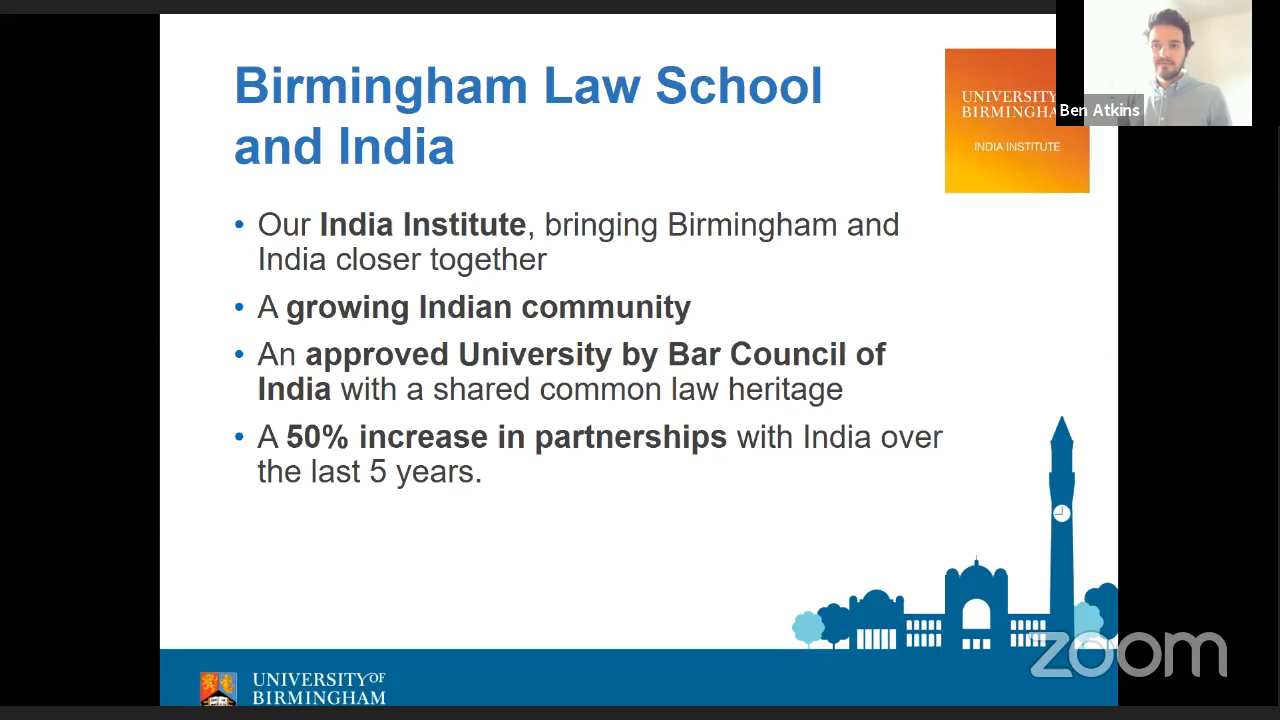 Birmingham Law School
and India
UNIVERSITY
BIRMINGHA
INDIA INSTITUTE
Ben Atkins
• Our India Institute, bringing Birmingham and
India closer together
• A growing Indian community
• An approved University by Bar Council of
India with a shared common law heritage
• A 50% increase in partnerships with India over
the last 5 years.
zoom
UNIVERSITY OF
BIRMINGHAM